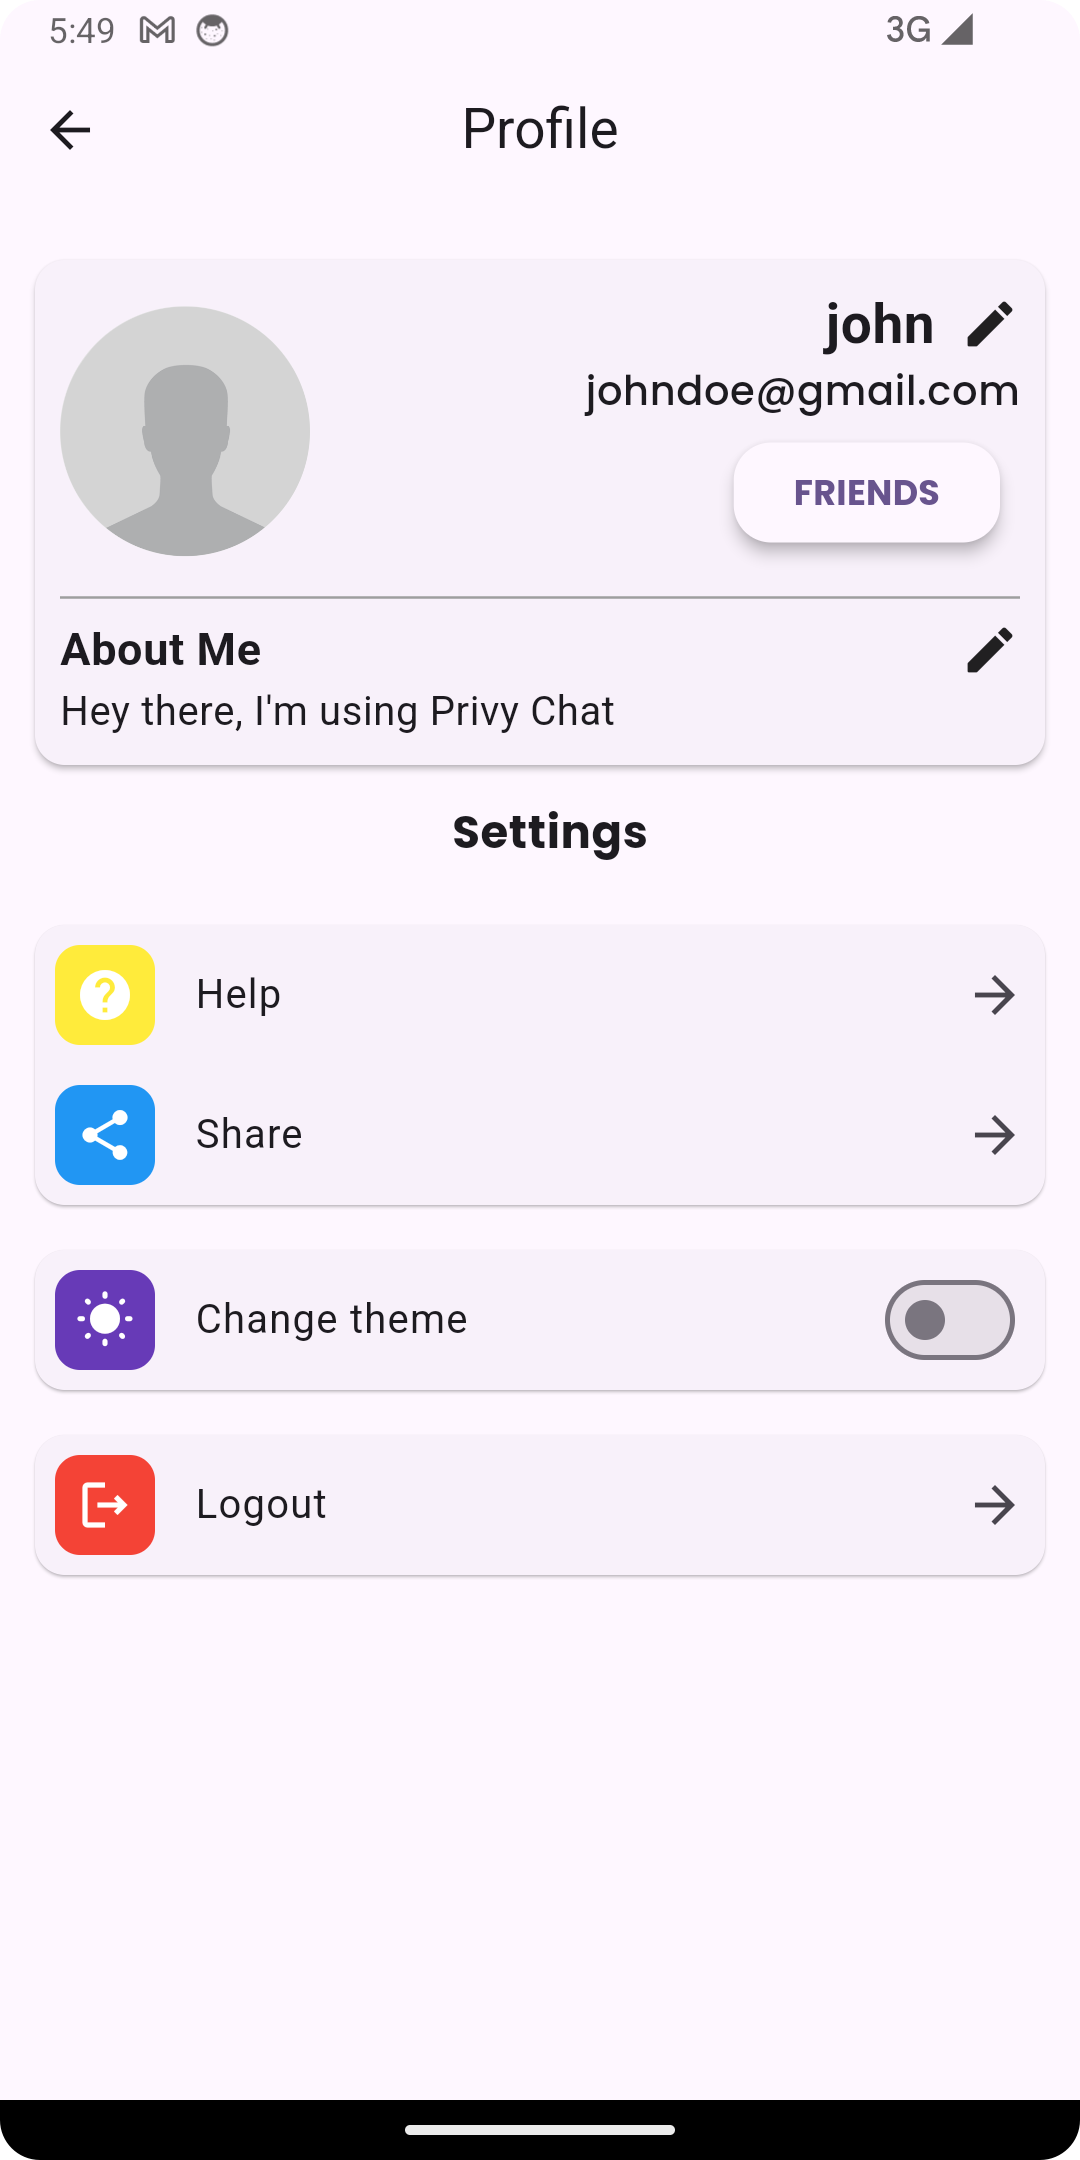 5:49
3G
Profile
john
johndoe@gmail.com
FRIENDS
About Me
Hey there, I'm using Privy Chat
Settings
Help
Share
Change theme
Logout